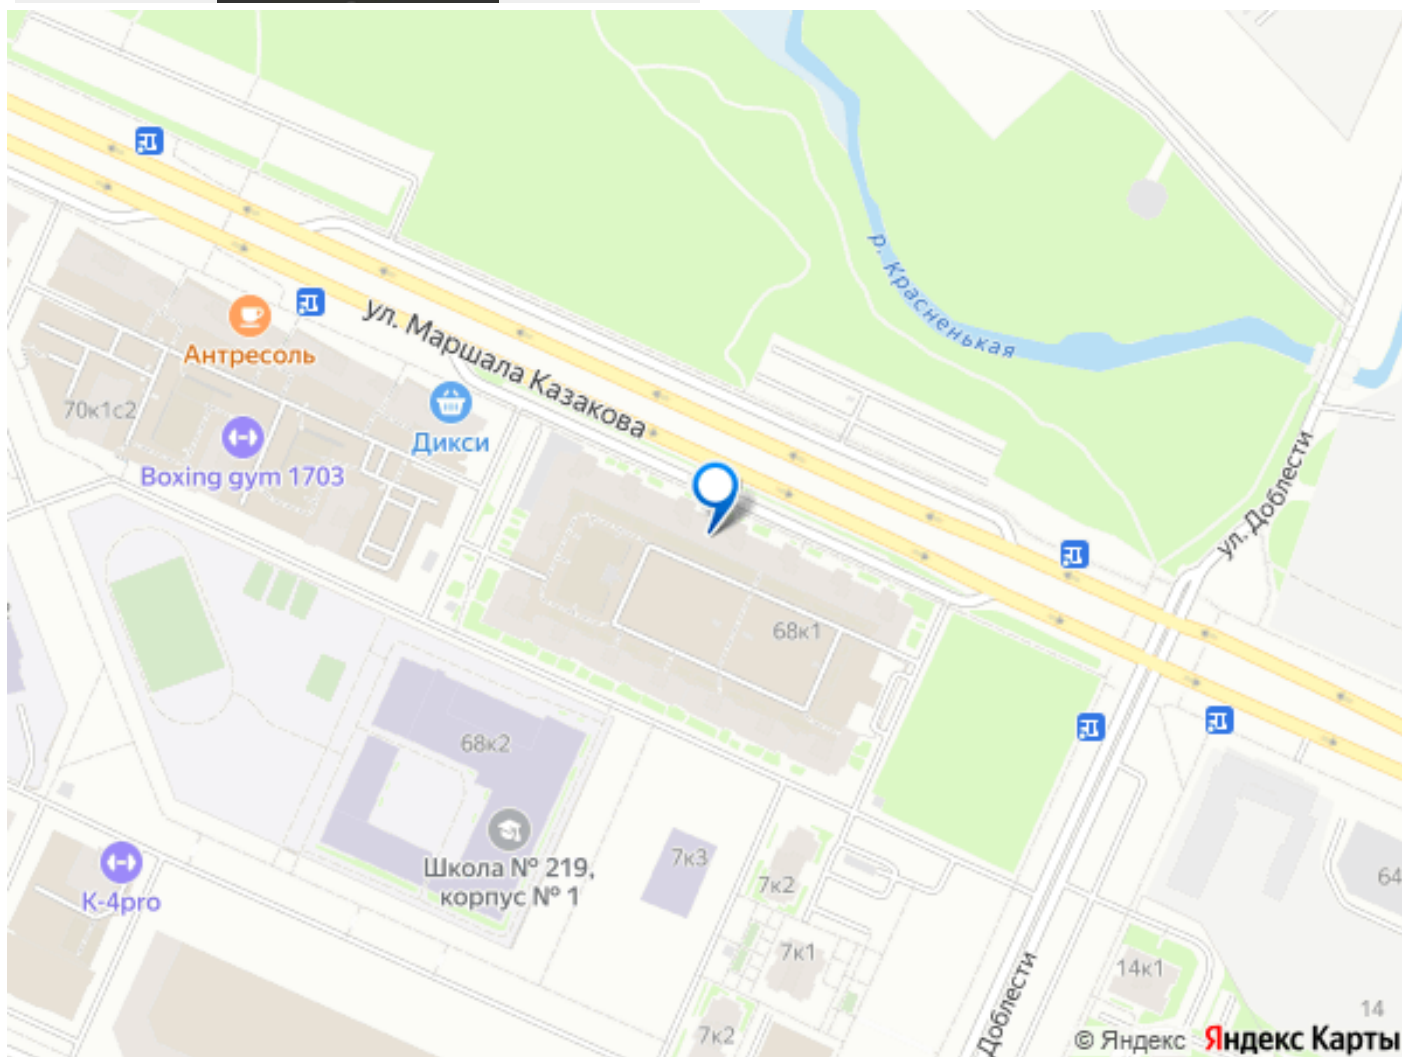 р. Красненькая
ул. Маршала Казакова
Антресоль
70к1с2
Дикси
Boxing gym 1703
ул. Доблести
68к1
68к2
Школа № 219,
корпус № 1
7к3
7к2
К-4pro
7к1
64
14к1
14
7к2
Доблести
© Яндекс Яндекс Карты